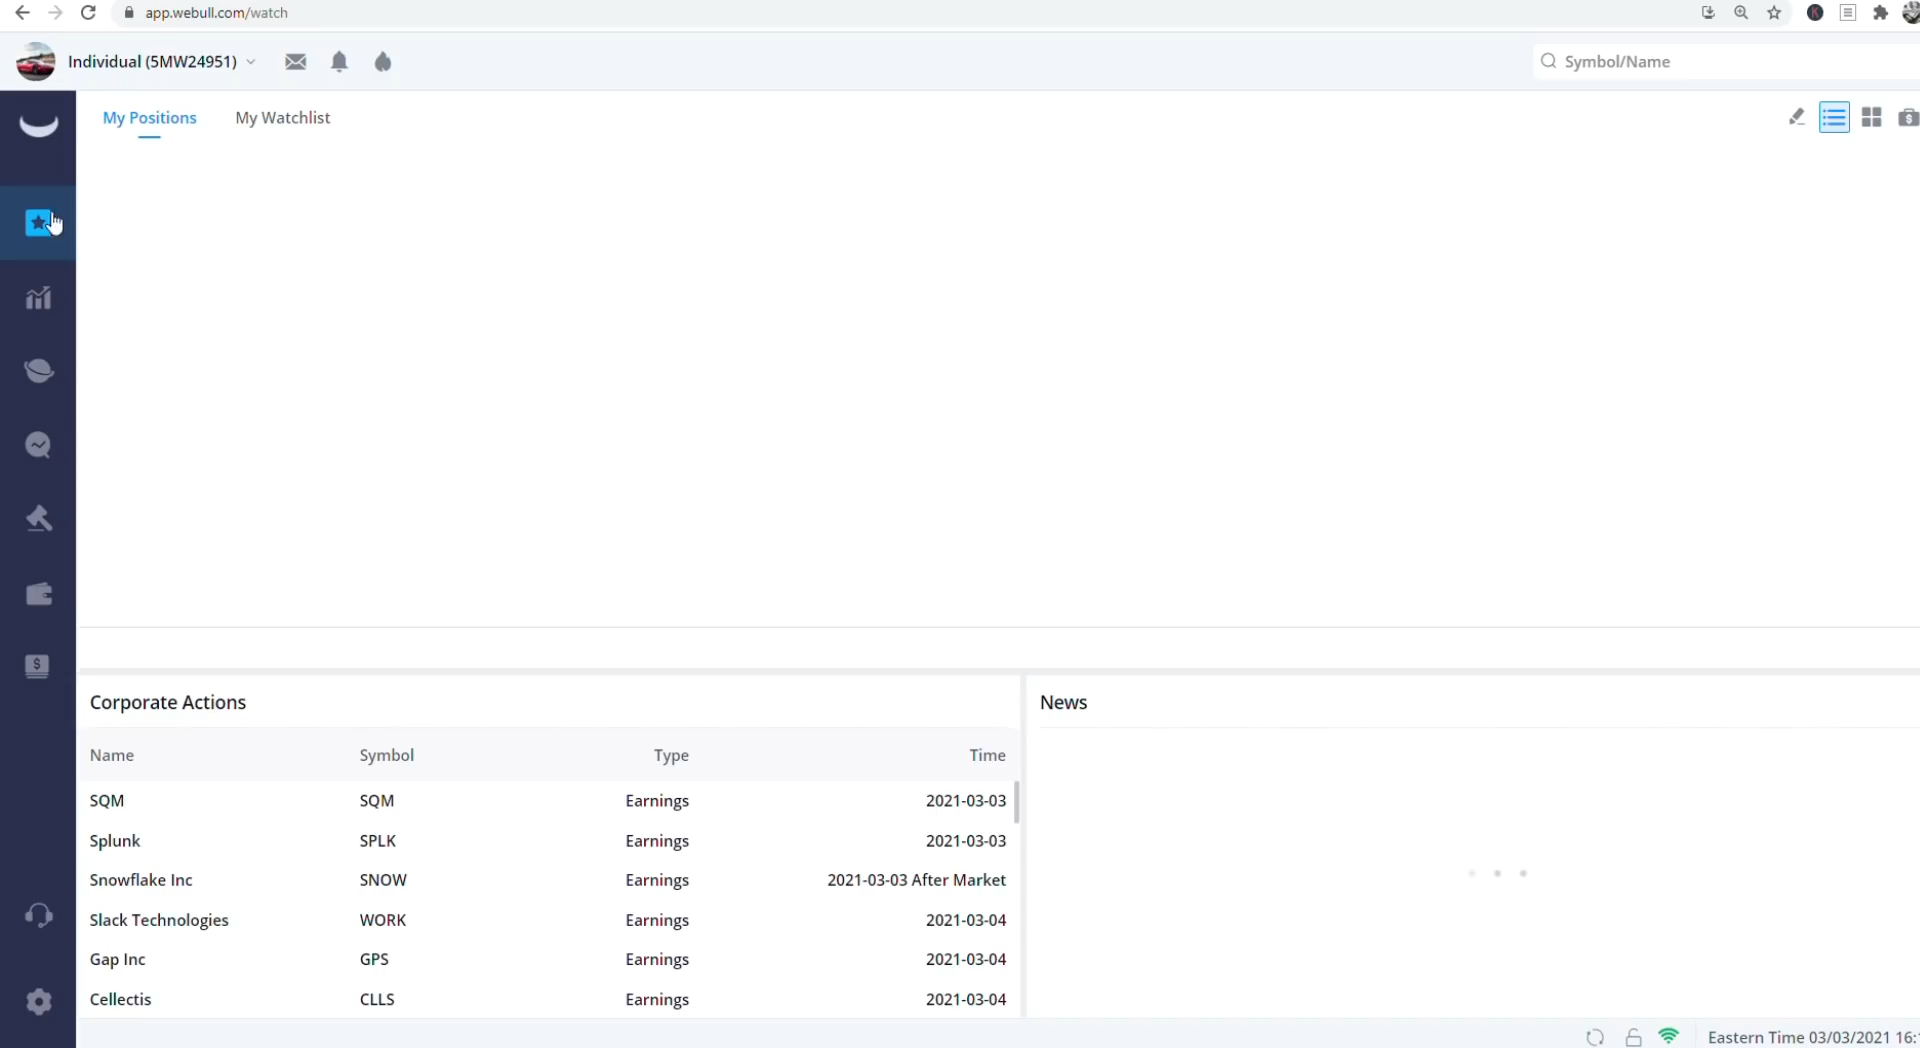 app.webull.com/watch
Individual (5MW24951)
Symbol/Name
My Positions My Watchlist
Corporate Actions
Name Symbol Type Time
SQM SQM Earnings 2021-03-03
Splunk SPLK Earnings 2021-03-03
Snowflake Inc SNOW Earnings 2021-03-03 After Market
Slack Technologies WORK Earnings 2021-03-04
Gap Inc GPS Earnings 2021-03-04
Cellectis CLLS Earnings 2021-03-04
News
Eastern Time 03/03/2021 16: